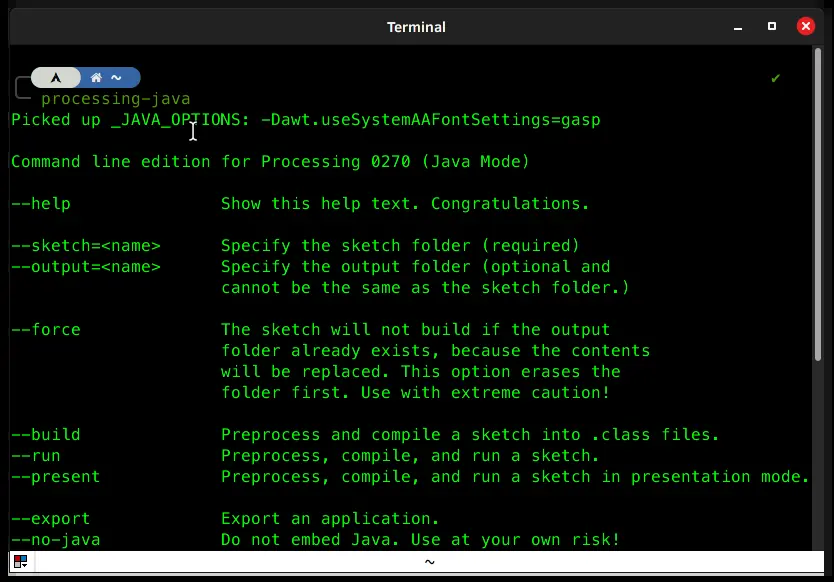 Terminal
~
processing-java
Picked up _JAVA_OPTIONS: -Dawt.useSystemAAFontSettings=gasp
Command line edition for Processing 0270 (Java Mode)
--help Show this help text. Congratulations.
--sketch=<name> Specify the sketch folder (required)
--output=<name> Specify the output folder (optional and
cannot be the same as the sketch folder.)
--force The sketch will not build if the output
folder already exists, because the contents
will be replaced. This option erases the
folder first. Use with extreme caution!
--build Preprocess and compile a sketch into .class files.
--run Preprocess, compile, and run a sketch.
--present Preprocess, compile, and run a sketch in presentation mode.
--export Export an application.
--no-java Do not embed Java. Use at your own risk!
~